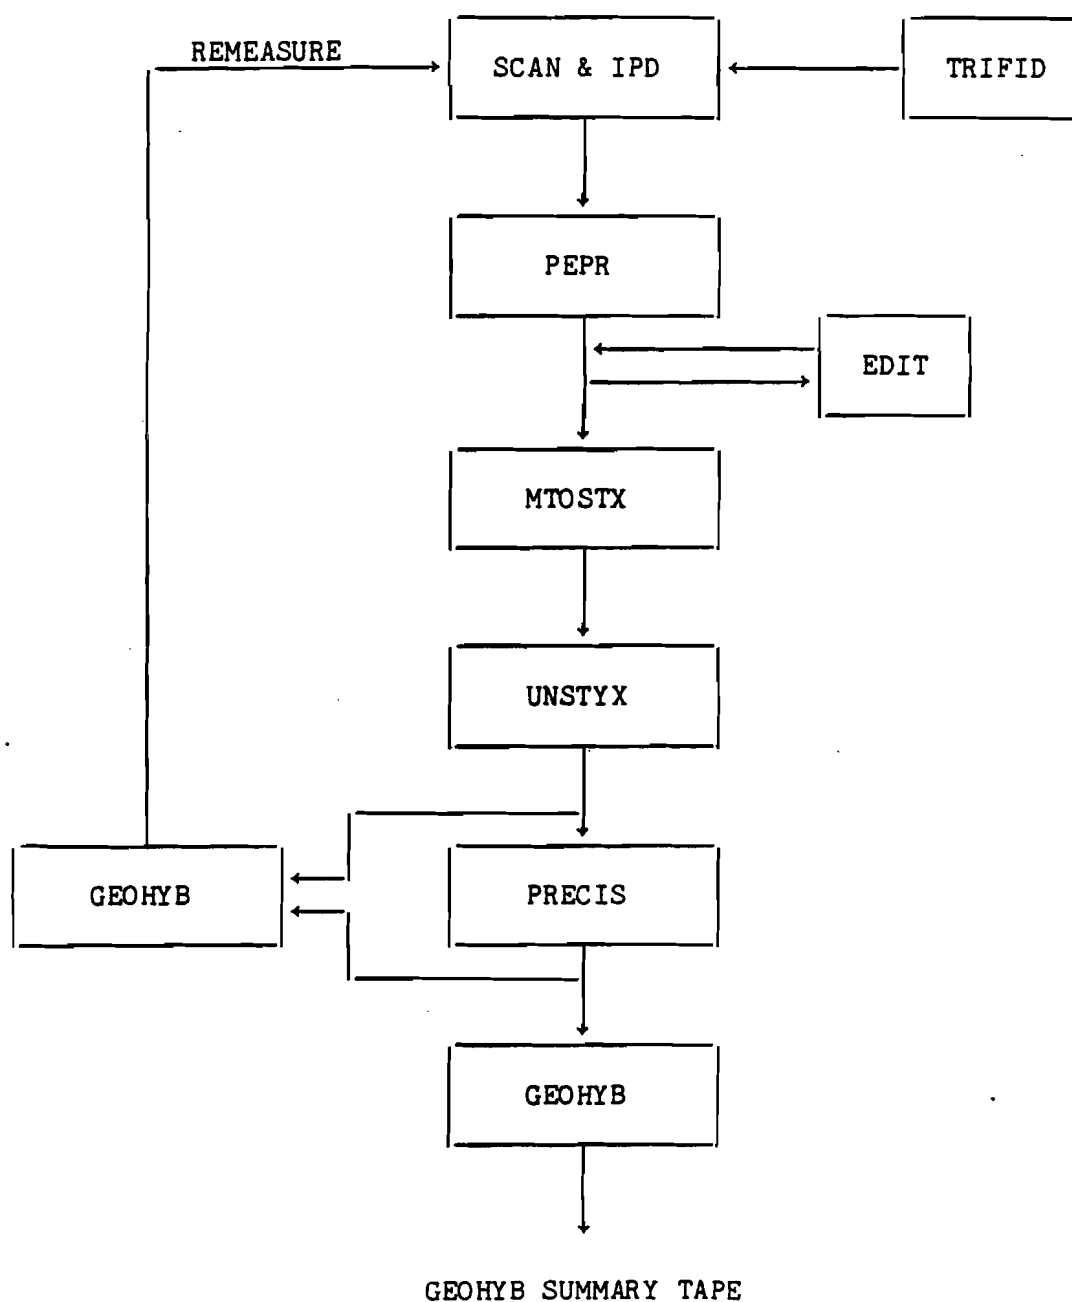 REMEASURE
SCAN & IPD
TRIFID
PEPR
EDIT
MTOSTX
UNSTYX
GEOHYB
PRECIS
GEOHYB
GEOHYB SUMMARY TAPE